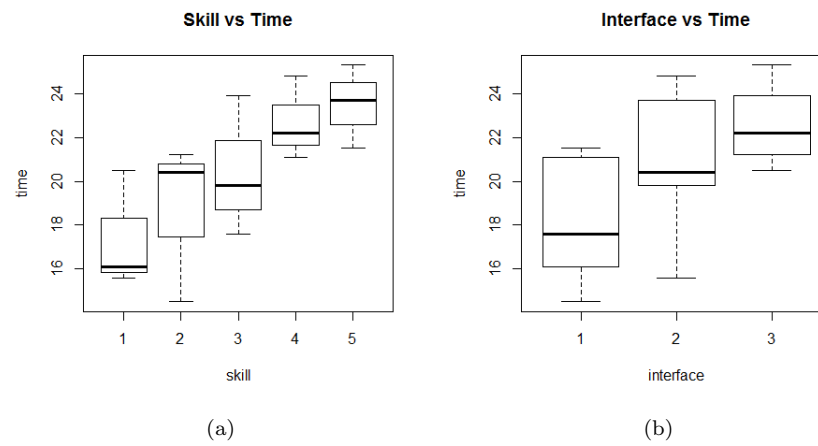 Skill vs Time
time
24
22
20
18
16
1 2 3 4 5
skill
(a)
Interface vs Time
time
24
22
20
18
16
1 2 3
interface
(b)